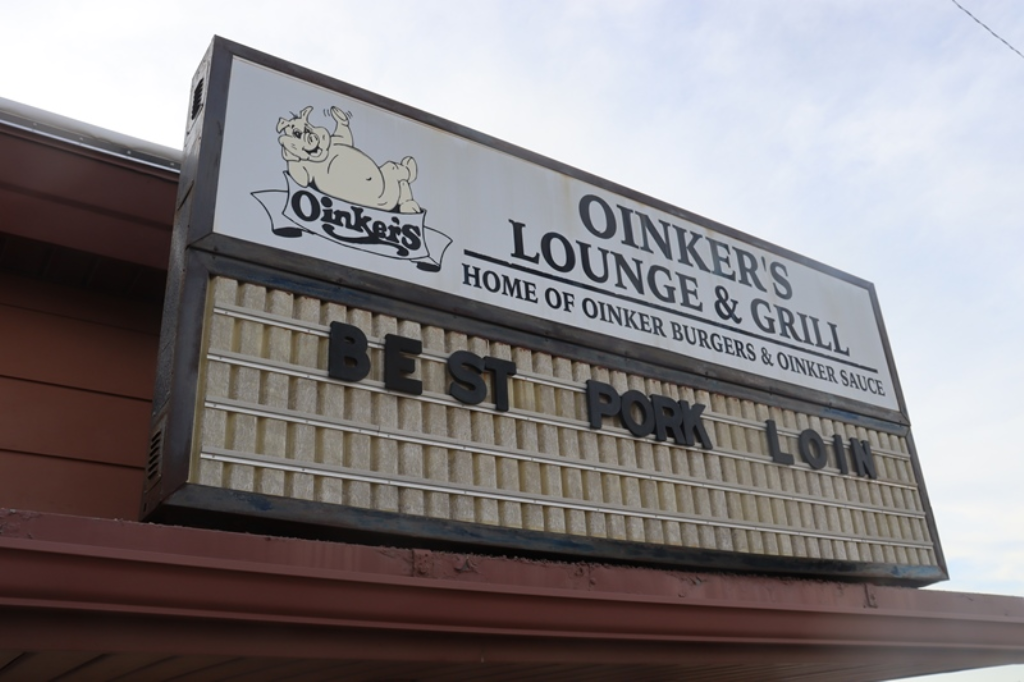 Oinker's
OINKER'S
LOUNGE & GRILL
HOME OF OINKER BURGERS & OINKER SAUCE
BEST PORK LOIN